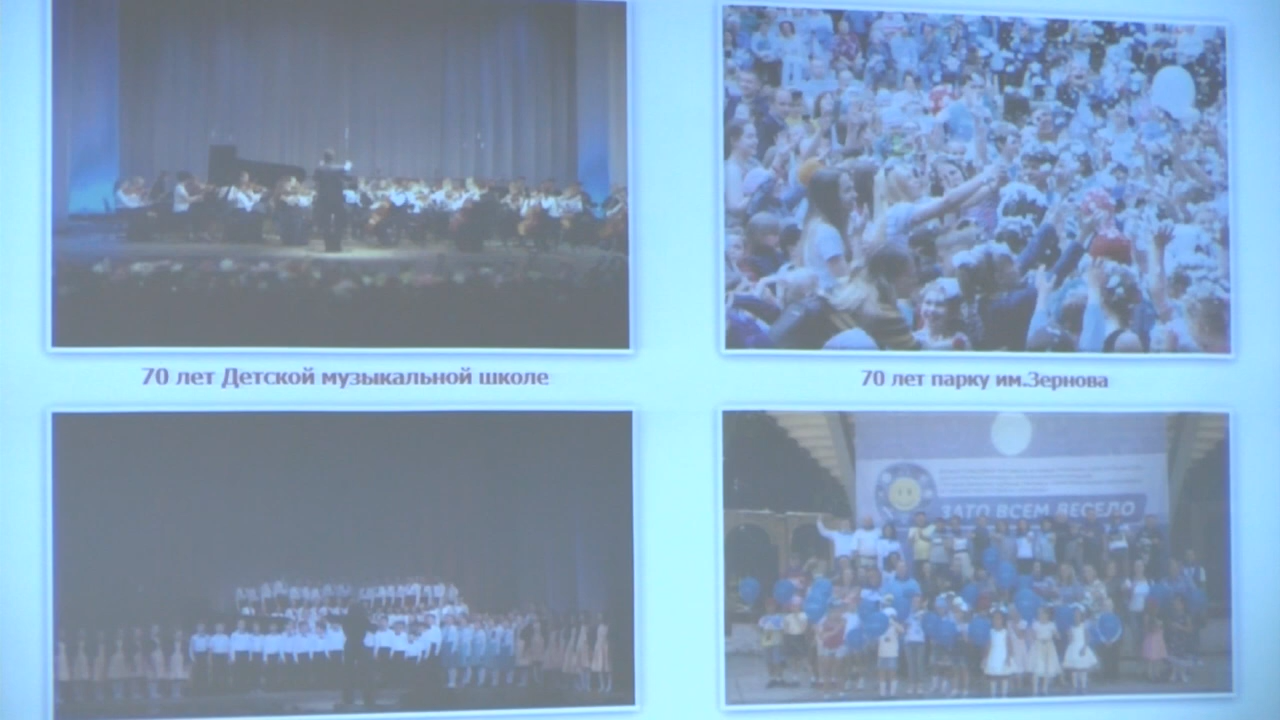 70 лет Детской музыкальной школе
70 лет парку им.Зернова
ЗАТО ВСЕМ ВЕСЕЛО